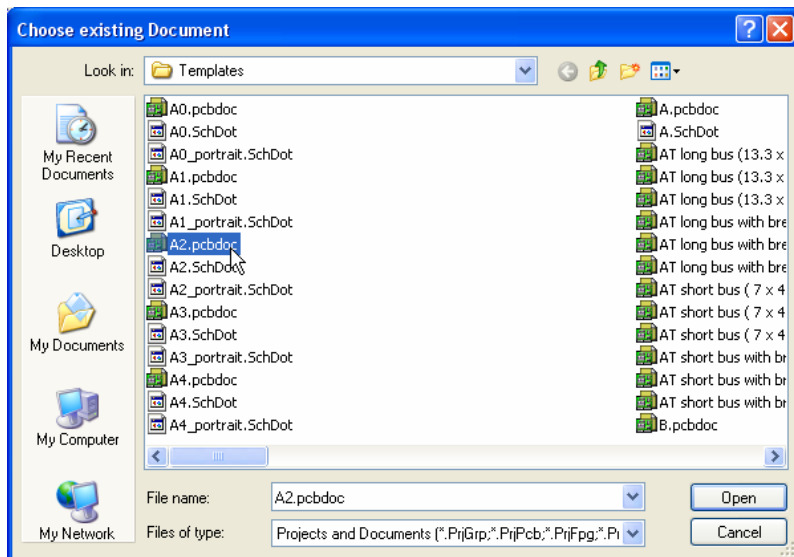 Choose existing Document
Look in:
Templates
My Recent
Documents
Desktop
My Documents
My Computer
My Network
A0.pcbdoc
A0.SchDot
A0_portrait.SchDot
A1.pcbdoc
A1.SchDot
A1_portrait.SchDot
A2.pcbdoc
A2.SchDot
A2_portrait.SchDot
A3.pcbdoc
A3.SchDot
A3_portrait.SchDot
A4.pcbdoc
A4.SchDot
A4_portrait.SchDot
A.pcbdoc
A.SchDot
AT long bus (13.3 x
AT long bus (13.3 x
AT long bus (13.3 x
AT long bus with bre
AT long bus with bre
AT long bus with bre
AT short bus ( 7 x 4
AT short bus ( 7 x 4
AT short bus ( 7 x 4
AT short bus with br
AT short bus with br
AT short bus with br
B.pcbdoc
File name:
A2.pcbdoc
Open
Files of type:
Projects and Documents (*.PrjGrp;*.PrjPcb;*.PrjFpg;*.Pr
Cancel